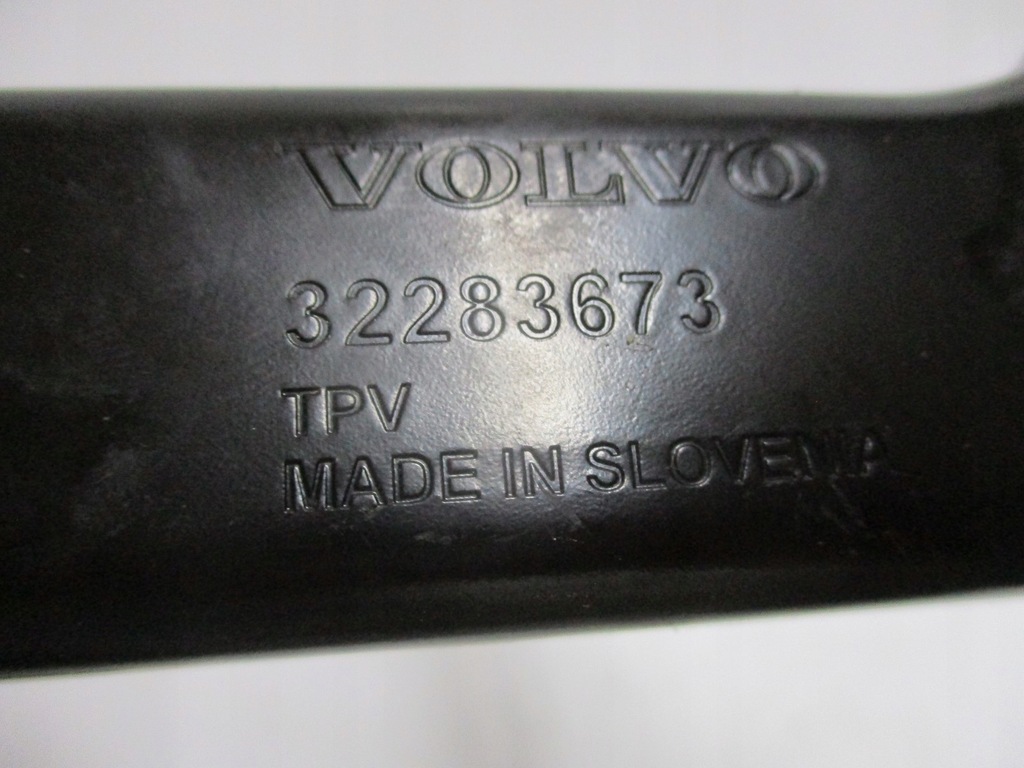 VOLVO
32283673
TPV
MADE IN SLOVENIA